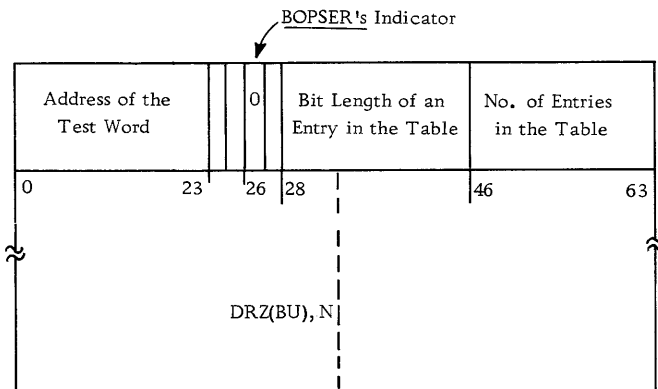 BOPSER's Indicator
Address of the
Test Word
0
Bit Length of an
Entry in the Table
No. of Entries
in the Table
0 23 26 28 46 63
DRZ(BU), N